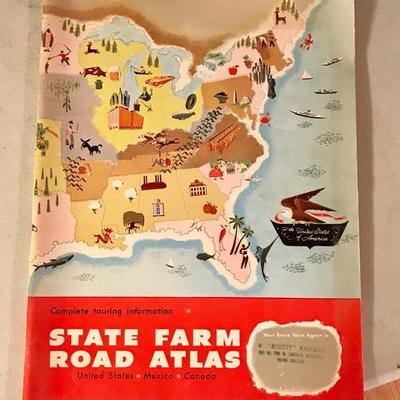 of the United States
of America
Complete touring information
STATE FARM
ROAD ATLAS
United States • Mexico • Canada
Your State Farm Agent is